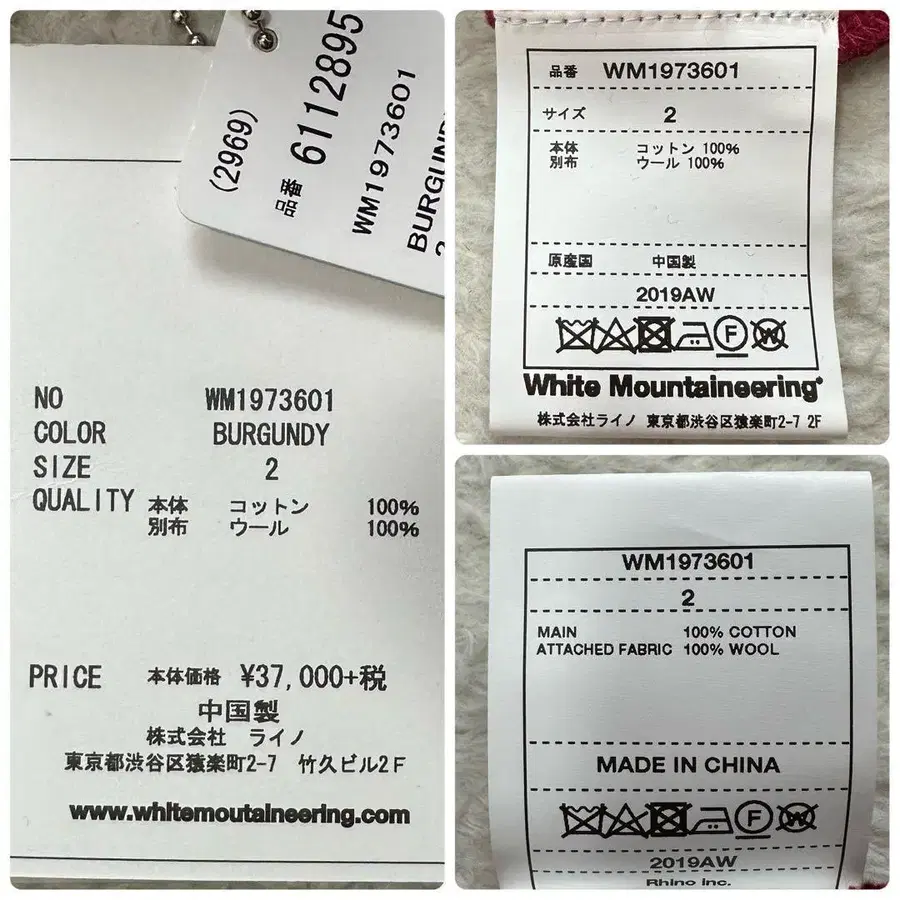 (2969)
品番 6112895
WM1973601
BURGUND
2
NO WM1973601
COLOR BURGUNDY
SIZE 2
QUALITY 本体 コットン 100%
別布 ウール 100%
PRICE 本体価格 ¥37,000+税
中国製
株式会社 ライノ
東京都渋谷区猿楽町2-7 竹久ビル2F
www.whitemoutaineering.com
品番 WM1973601
サイズ 2
本体 コットン 100%
別布 ウール 100%
原産国 中国製
2019AW
F W
White Mountaineering
株式会社ライノ 東京都渋谷区猿楽町2-7 2F
WM1973601
2
MAIN 100% COTTON
ATTACHED FABRIC 100% WOOL
MADE IN CHINA
F W
2019AW
Rhino Inc.